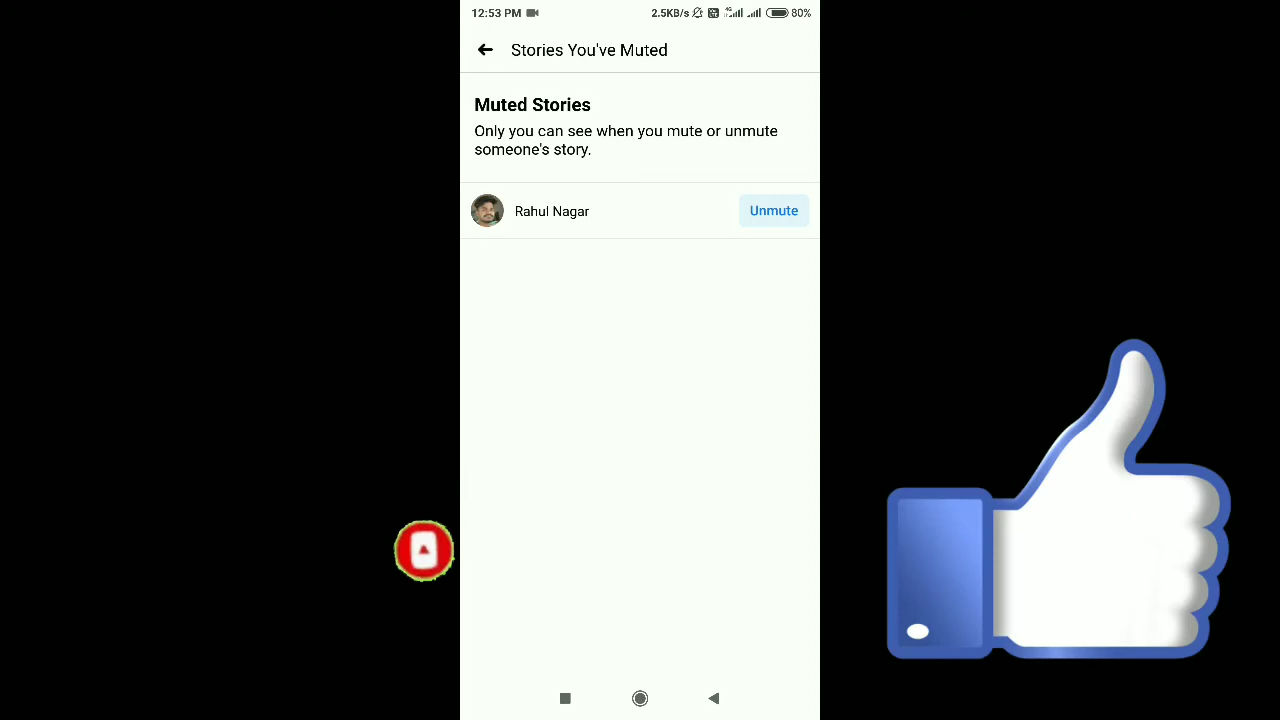 12:53 PM 2.5KB/s 4G 80%
Stories You've Muted
Muted Stories
Only you can see when you mute or unmute
someone's story.
Rahul Nagar Unmute